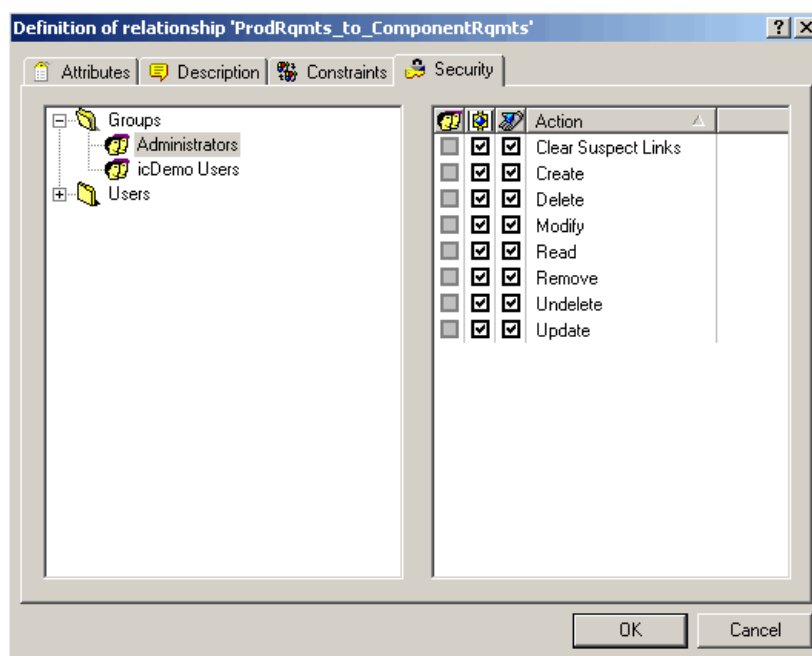 Definition of relationship 'ProdRqmts_to_ComponentRqmts'
Attributes Description Constraints Security
Groups
Administrators
icDemo Users
Users
Action
Clear Suspect Links
Create
Delete
Modify
Read
Remove
Undelete
Update
OK Cancel